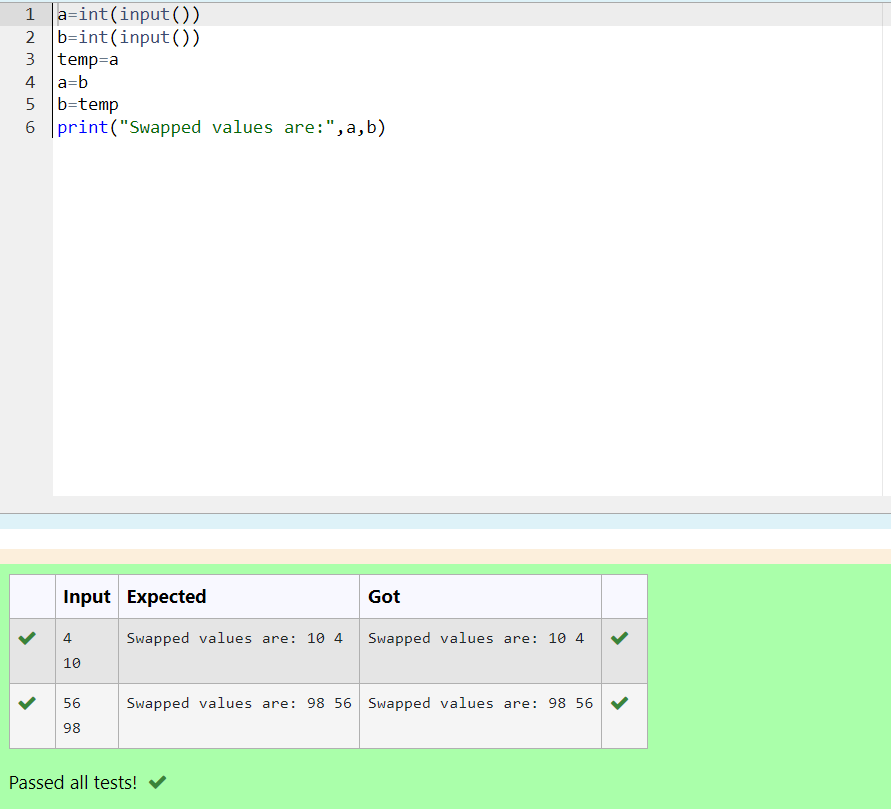 1 a=int(input())
2 b=int(input())
3 temp=a
4 a=b
5 b=temp
6 print("Swapped values are:",a,b)
Input Expected Got
4 Swapped values are: 10 4 Swapped values are: 10 4
10
56 Swapped values are: 98 56 Swapped values are: 98 56
98
Passed all tests!